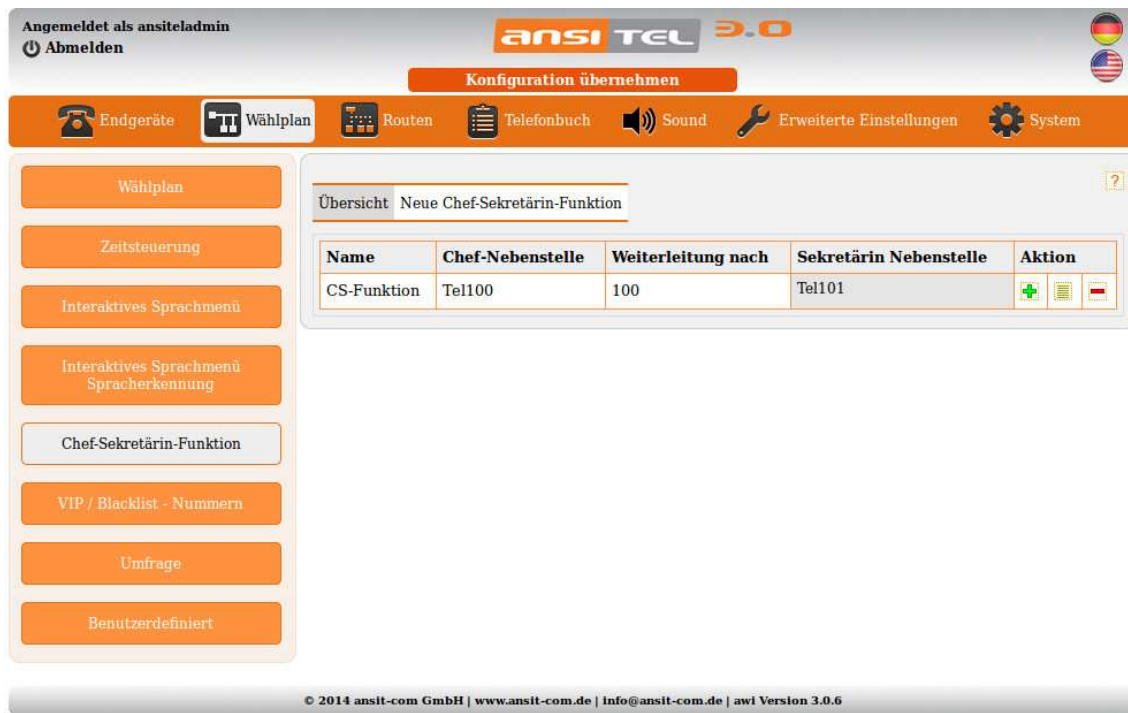 Angemeldet als ansiteladmin
Abmelden
ansi TEL 3.0
Konfiguration übernehmen
Endgeräte Wählplan Routen Telefonbuch Sound Erweiterte Einstellungen System
Wählplan
Zeitsteuerung
Interaktives Sprachmenü
Interaktives Sprachmenü
Spracherkennung
Chef-Sekretärin-Funktion
VIP / Blacklist - Nummern
Umfrage
Benutzerdefiniert
?
Übersicht Neue Chef-Sekretärin-Funktion
Name Chef-Nebenstelle Weiterleitung nach Sekretärin Nebenstelle Aktion
CS-Funktion Tel100 100 Tel101
© 2014 ansit-com GmbH | www.ansit-com.de | info@ansit-com.de | awi Version 3.0.6